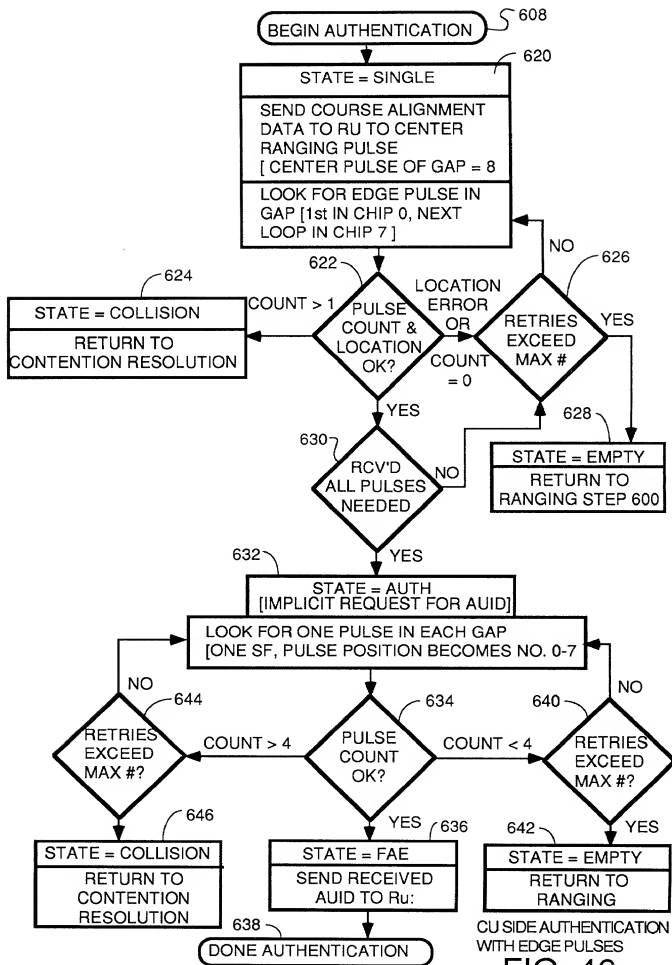 BEGIN AUTHENTICATION
608
620
STATE = SINGLE
SEND COURSE ALIGNMENT
DATA TO RU TO CENTER
RANGING PULSE
[ CENTER PULSE OF GAP = 8
LOOK FOR EDGE PULSE IN
GAP [1st IN CHIP 0, NEXT
LOOP IN CHIP 7 ]
NO
626
622
624
STATE = COLLISION
RETURN TO
CONTENTION RESOLUTION
COUNT > 1
PULSE
COUNT &
LOCATION
OK?
LOCATION
ERROR
OR
COUNT
= 0
RETRIES
EXCEED
MAX #
YES
YES
628
STATE = EMPTY
RETURN TO
RANGING STEP 600
630
RCV'D
ALL PULSES
NEEDED
NO
YES
632
STATE = AUTH
[IMPLICIT REQUEST FOR AUID]
LOOK FOR ONE PULSE IN EACH GAP
[ONE SF, PULSE POSITION BECOMES NO. 0-7
NO
644
634
640
NO
RETRIES
EXCEED
MAX #?
COUNT > 4
PULSE
COUNT
OK?
COUNT < 4
RETRIES
EXCEED
MAX #?
646
YES
636
642
YES
STATE = COLLISION
RETURN TO
CONTENTION
RESOLUTION
STATE = FAE
SEND RECEIVED
AUID TO Ru:
STATE = EMPTY
RETURN TO
RANGING
638
DONE AUTHENTICATION
CU SIDE AUTHENTICATION
WITH EDGE PULSES